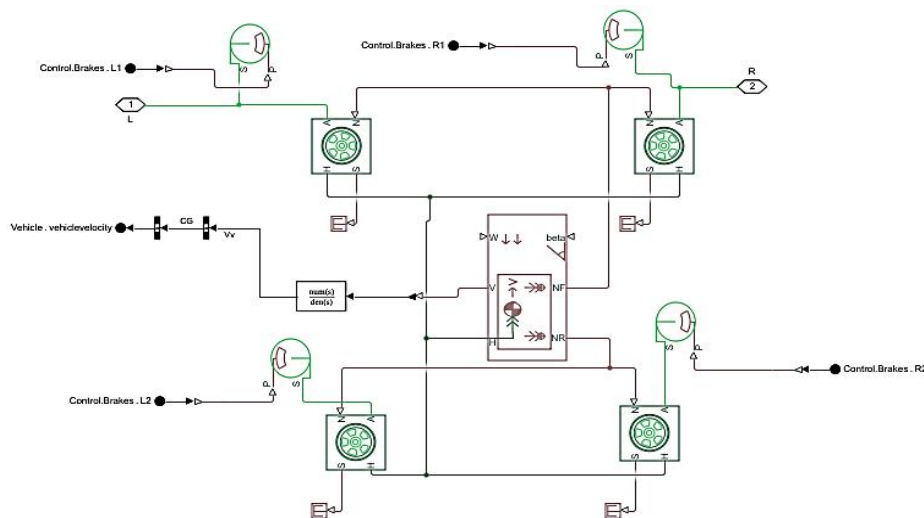 Control.Brakes . L1
S
P
Control.Brakes . R1
P
S
1
L
R
2
A
N
H
S
N
A
S
H
Vehicle . vehiclevelocity
CG
Vv
W
beta
V
V
NF
H
NR
num(s)
den(s)
P
S
S
P
Control.Brakes . L2
Control.Brakes . R2
N
A
S
H
N
A
S
H